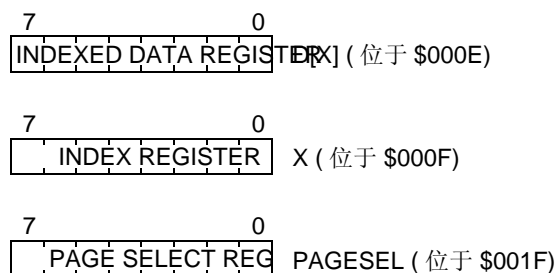 7 0
INDEXED DATA REGISTER D[X] ( 位于 $000E)
7 0
INDEX REGISTER X ( 位于 $000F)
7 0
PAGE SELECT REG PAGESEL ( 位于 $001F)